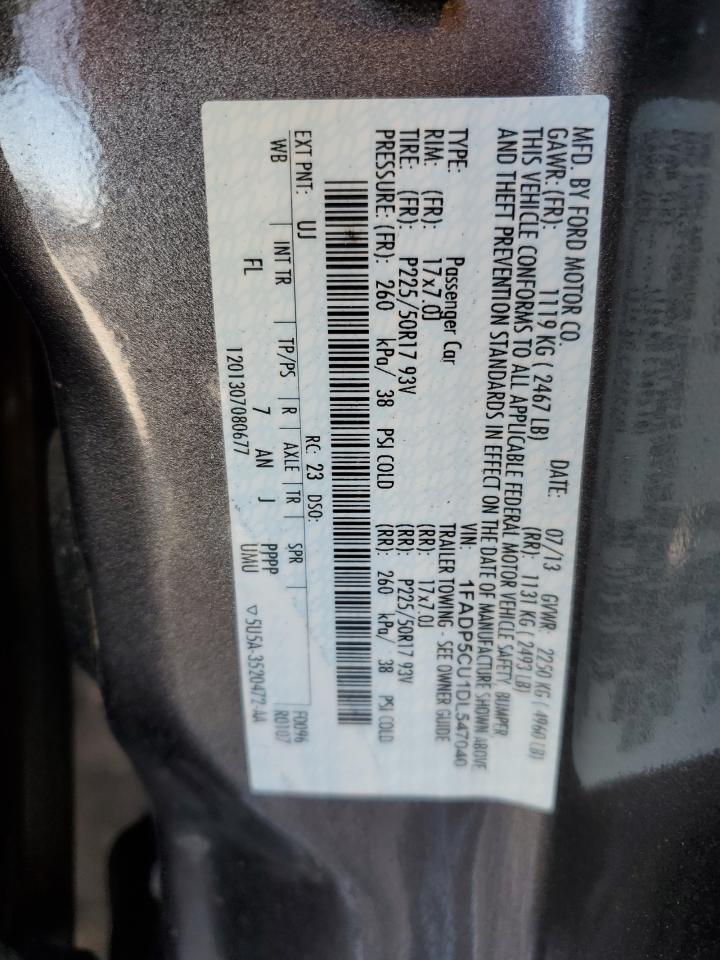 MFD. BY FORD MOTOR CO.
DATE: 07/13 GVWR: 2250 KG ( 4960 LB)
GAWR: (FR): 1119 KG ( 2467 LB) (RR): 1131 KG ( 2493 LB)
THIS VEHICLE CONFORMS TO ALL APPLICABLE FEDERAL MOTOR VEHICLE SAFETY BUMPER
AND THEFT PREVENTION STANDARDS IN EFFECT ON THE DATE OF MANUFACTURE SHOWN ABOVE
VIN: 1FADP5CU1DL547040
TYPE: Passenger Car TRAILER TOWING - SEE OWNER GUIDE
RIM: (FR): 17x7.0J (RR): 17x7.0J
TIRE: (FR): P225/50R17 93V (RR): P225/50R17 93V
PRESSURE: (FR): 260 kPa/ 38 PSI COLD (RR): 260 kPa/ 38 PSI COLD
EXT PNT: UJ RC: 23 DSO: F0096
WB INT TR TP/PS R AXLE TR SPR R0107
FL 7 AN J PPPP
UMU
1201307080677 ▽5U5A-3520472-AA